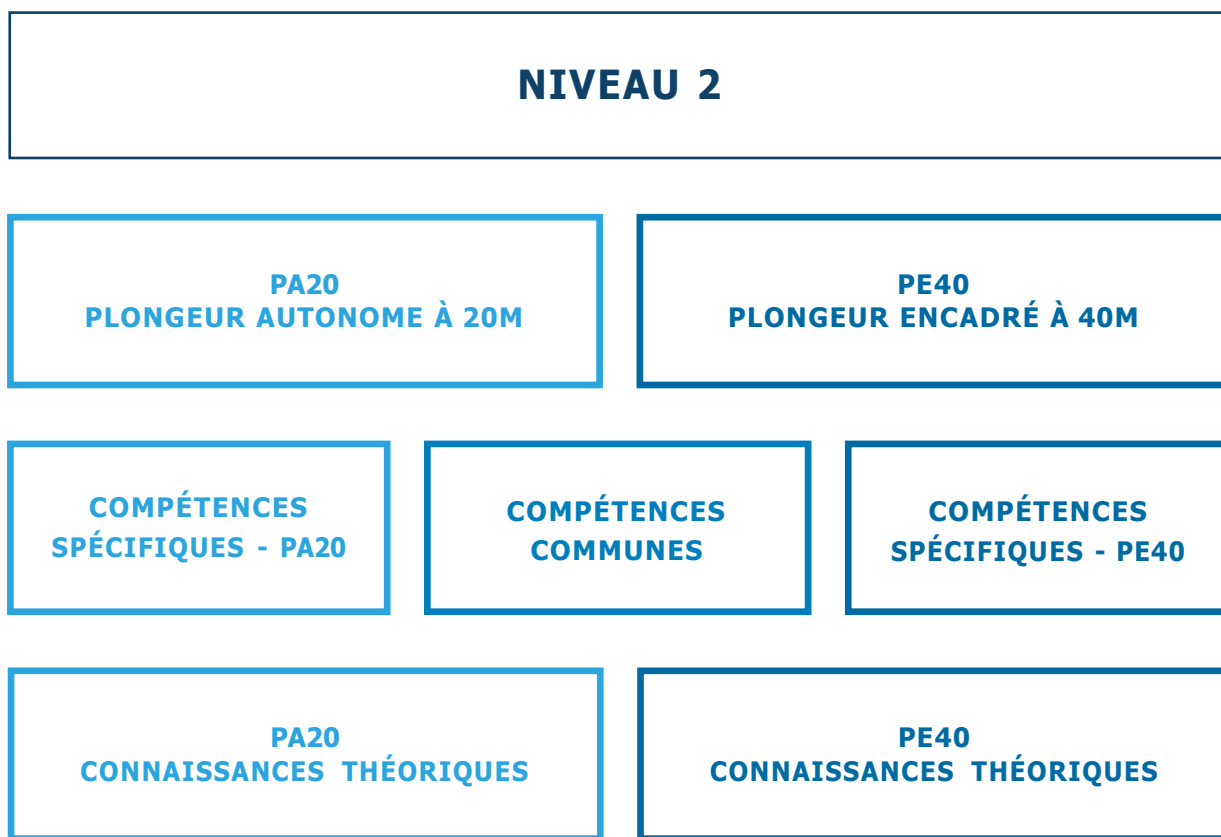 NIVEAU 2
PA20
PLONGEUR AUTONOME À 20M
PE40
PLONGEUR ENCADRÉ À 40M
COMPÉTENCES
SPÉCIFIQUES - PA20
COMPÉTENCES
COMMUNES
COMPÉTENCES
SPÉCIFIQUES - PE40
PA20
CONNAISSANCES THÉORIQUES
PE40
CONNAISSANCES THÉORIQUES